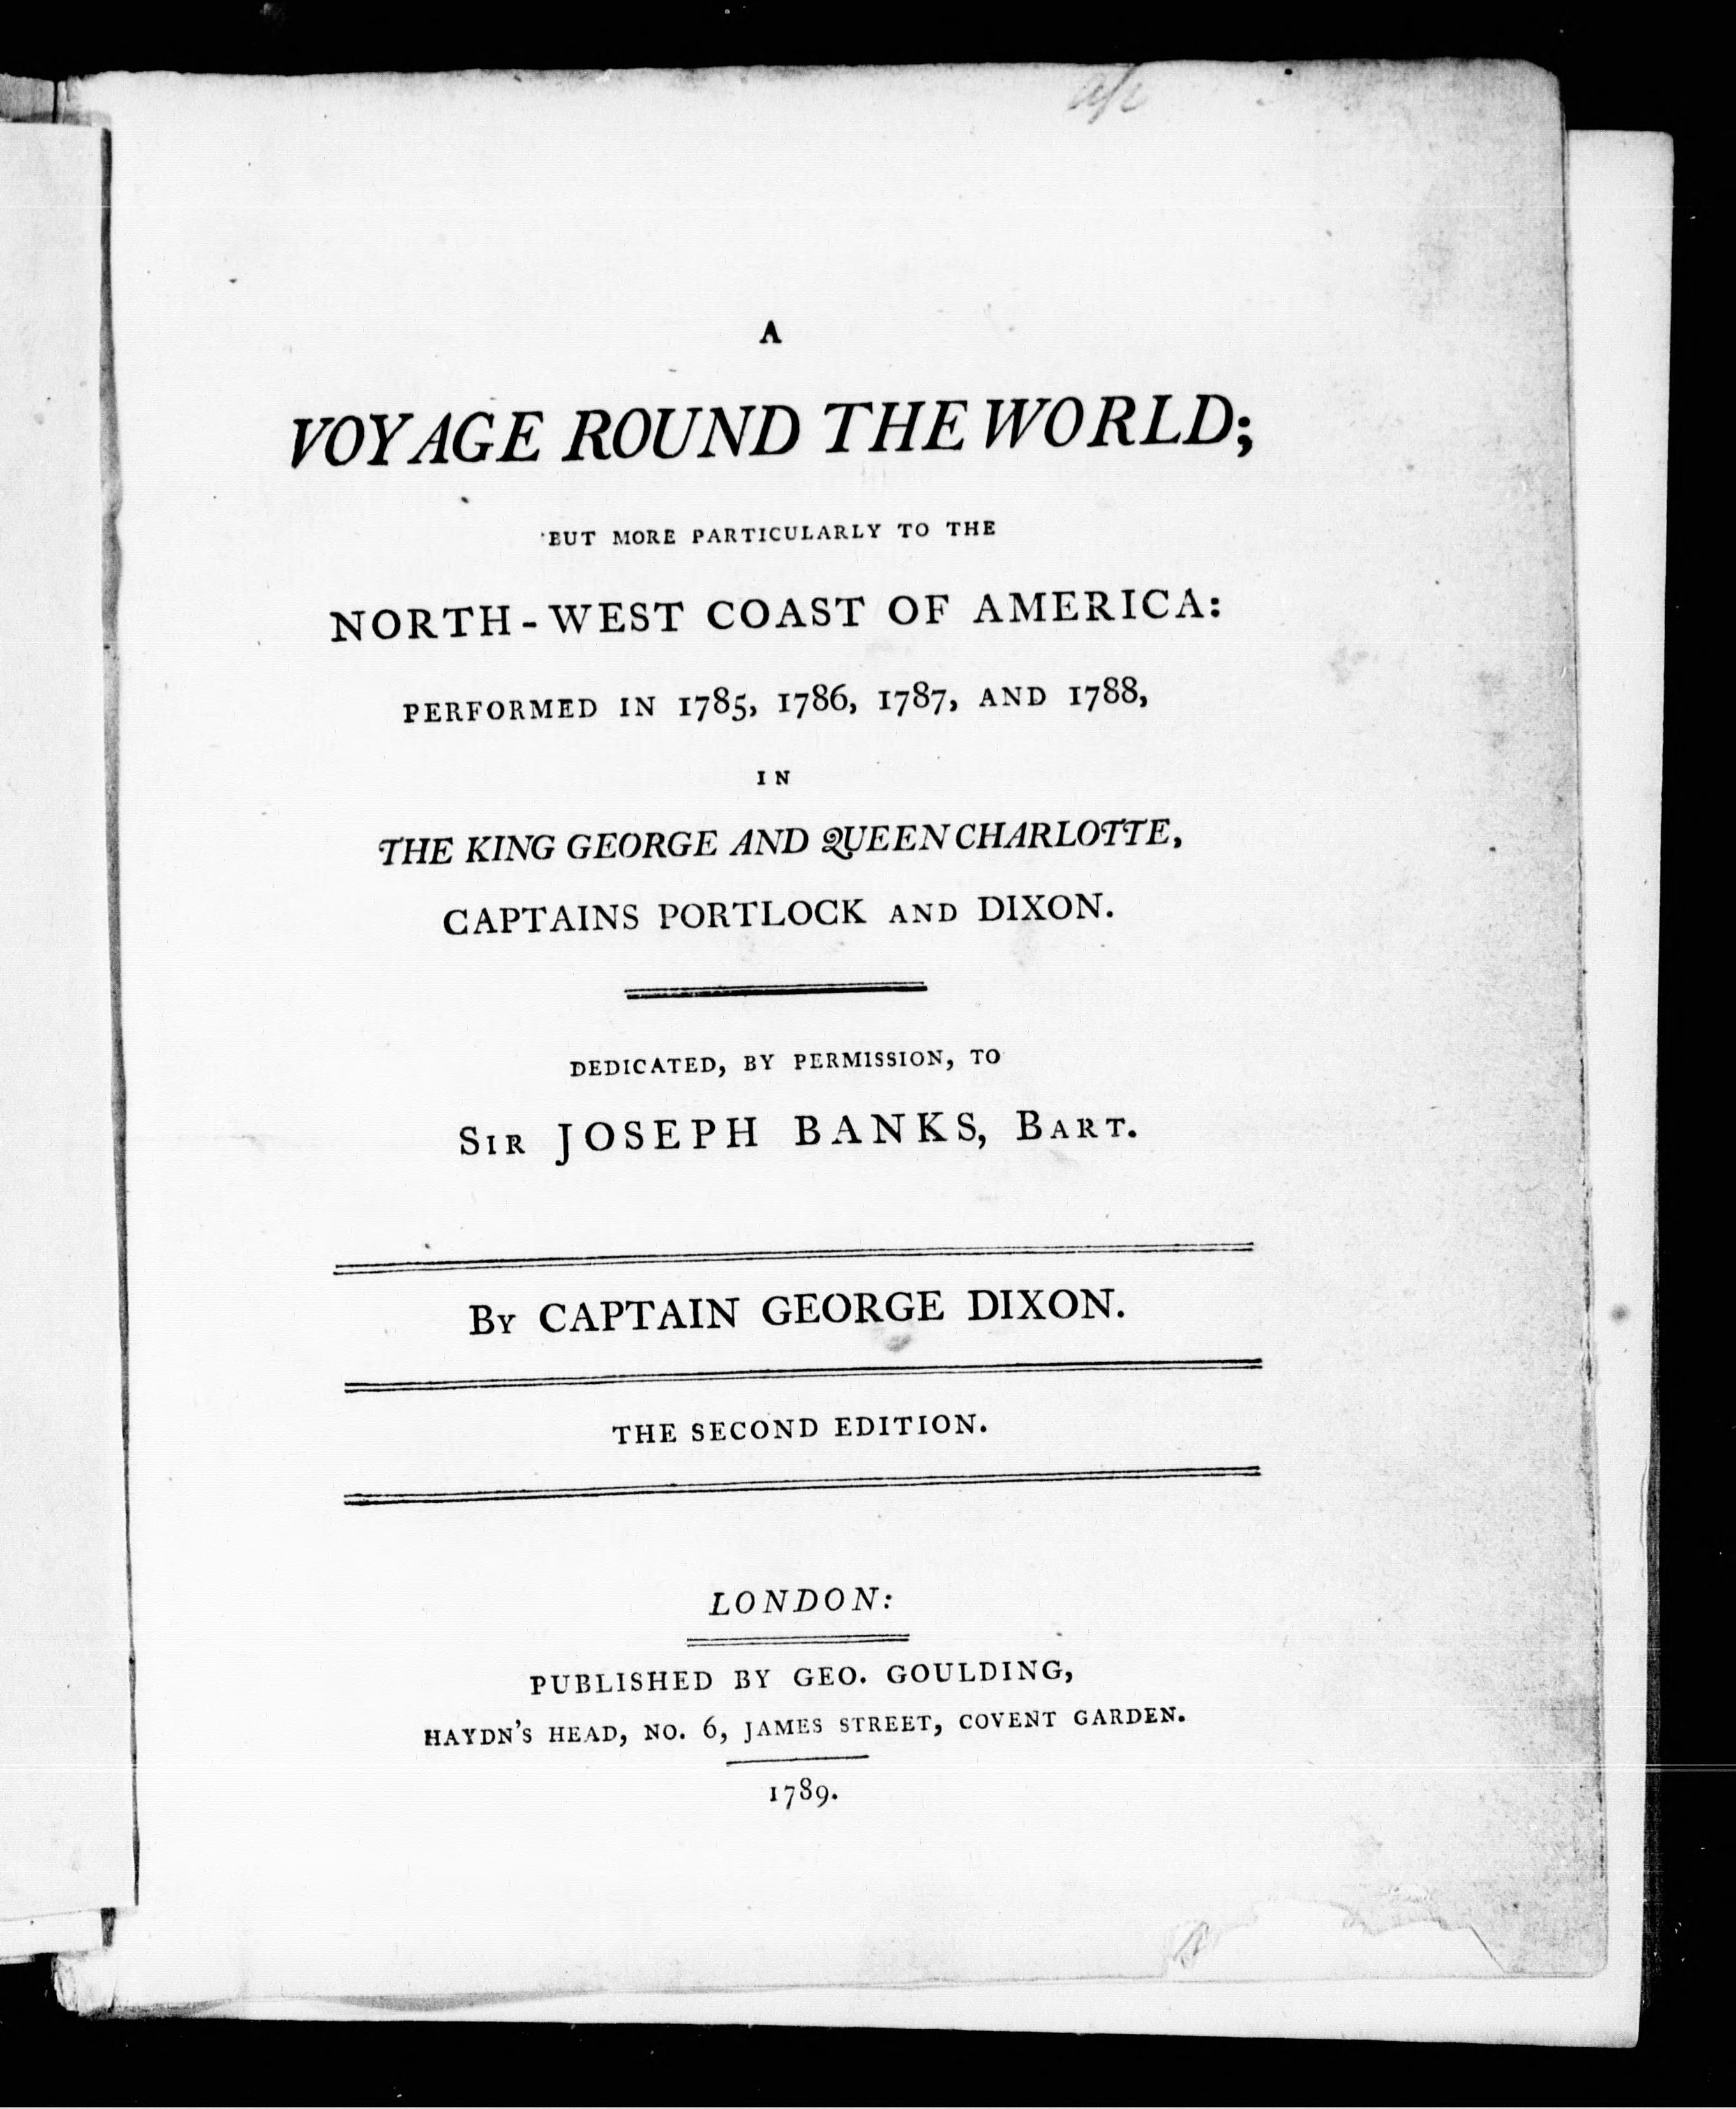 A
VOYAGE ROUND THE WORLD;
BUT MORE PARTICULARLY TO THE
NORTH-WEST COAST OF AMERICA:
PERFORMED IN 1785, 1786, 1787, AND 1788,
IN
THE KING GEORGE AND QUEEN CHARLOTTE,
CAPTAINS PORTLOCK AND DIXON.
DEDICATED, BY PERMISSION, TO
SIR JOSEPH BANKS, BART.
BY CAPTAIN GEORGE DIXON.
THE SECOND EDITION.
LONDON:
PUBLISHED BY GEO. GOULDING,
HAYDN'S HEAD, NO. 6, JAMES STREET, COVENT GARDEN.
1789.